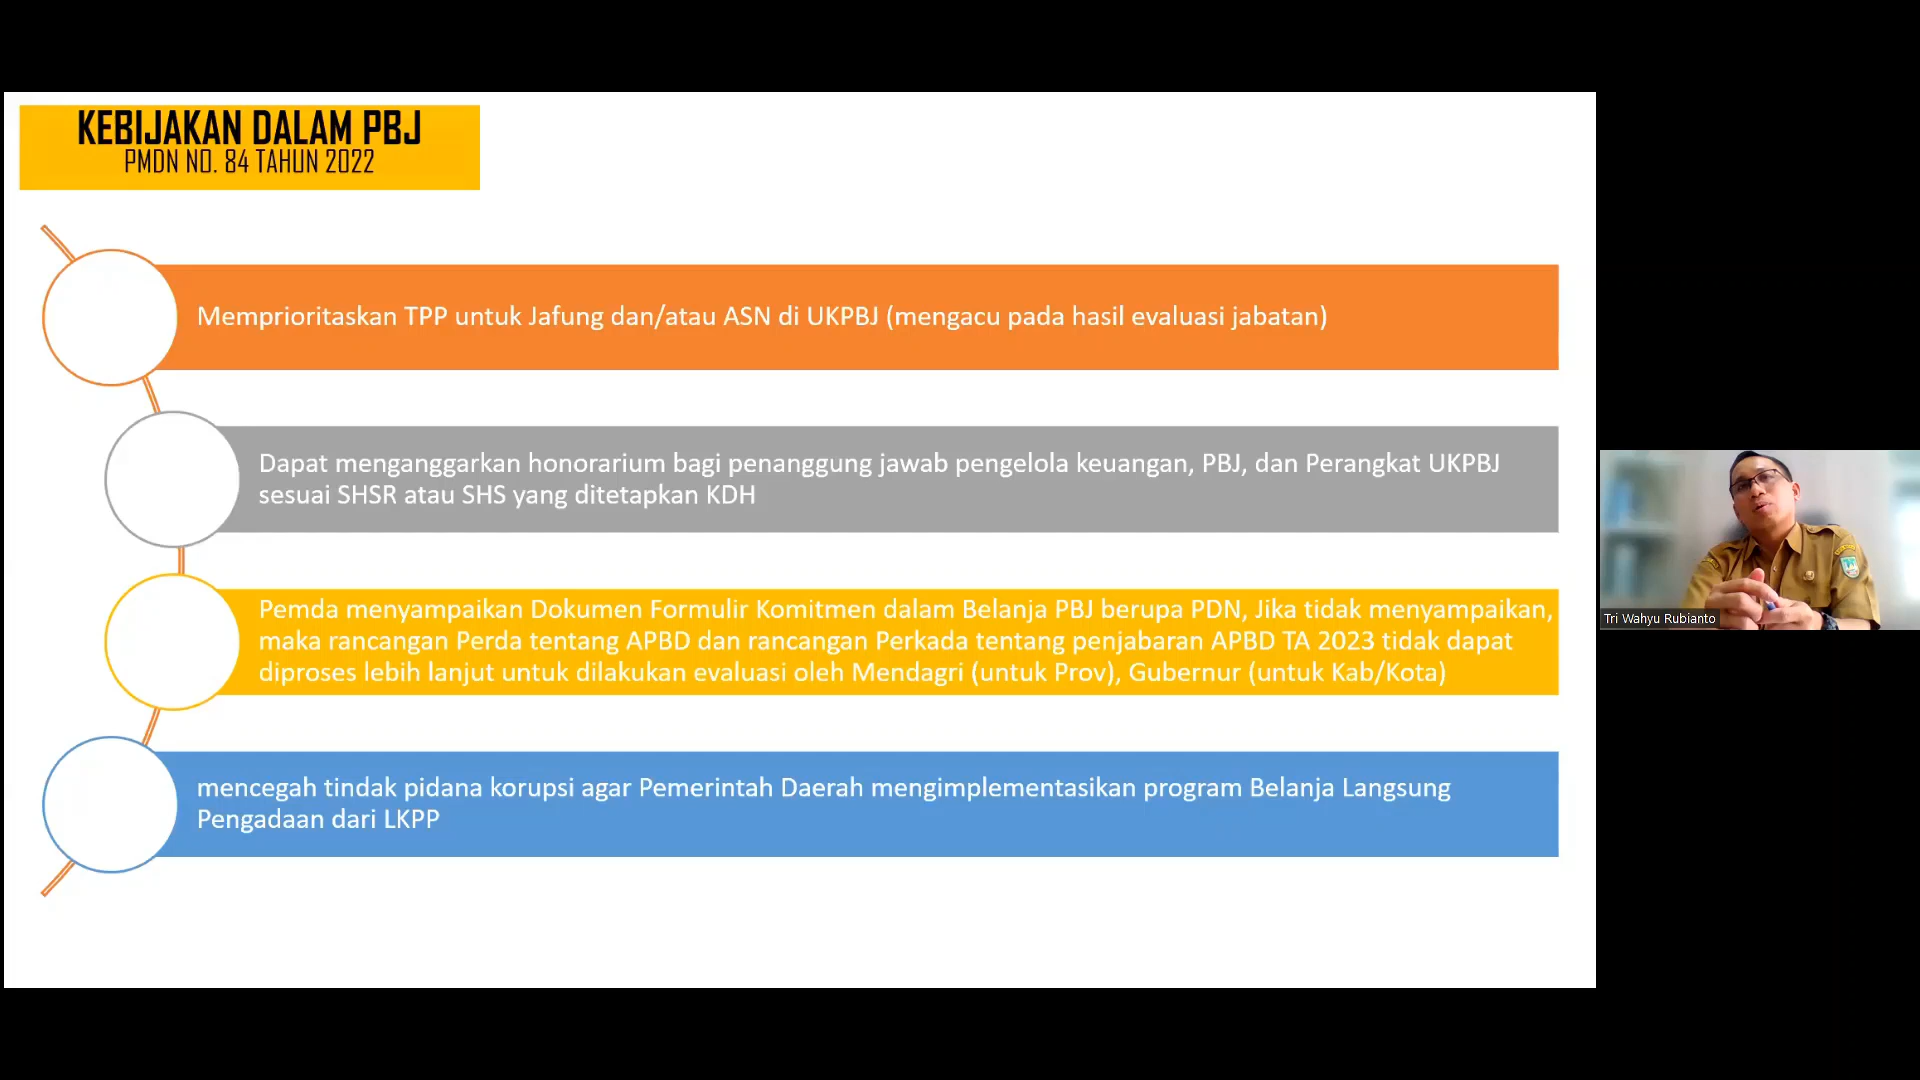 KEBIJAKAN DALAM PBJ
PMDN NO. 84 TAHUN 2022
Memprioritaskan TPP untuk Jafung dan/atau ASN di UKPBJ (mengacu pada hasil evaluasi jabatan)
Dapat menganggarkan honorarium bagi penanggung jawab pengelola keuangan, PBJ, dan Perangkat UKPBJ
sesuai SHSR atau SHS yang ditetapkan KDH
Pemda menyampaikan Dokumen Formulir Komitmen dalam Belanja PBJ berupa PDN, Jika tidak menyampaikan,
maka rancangan Perda tentang APBD dan rancangan Perkada tentang penjabaran APBD TA 2023 tidak dapat
diproses lebih lanjut untuk dilakukan evaluasi oleh Mendagri (untuk Prov), Gubernur (untuk Kab/Kota)
mencegah tindak pidana korupsi agar Pemerintah Daerah mengimplementasikan program Belanja Langsung
Pengadaan dari LKPP
Tri Wahyu Rubianto